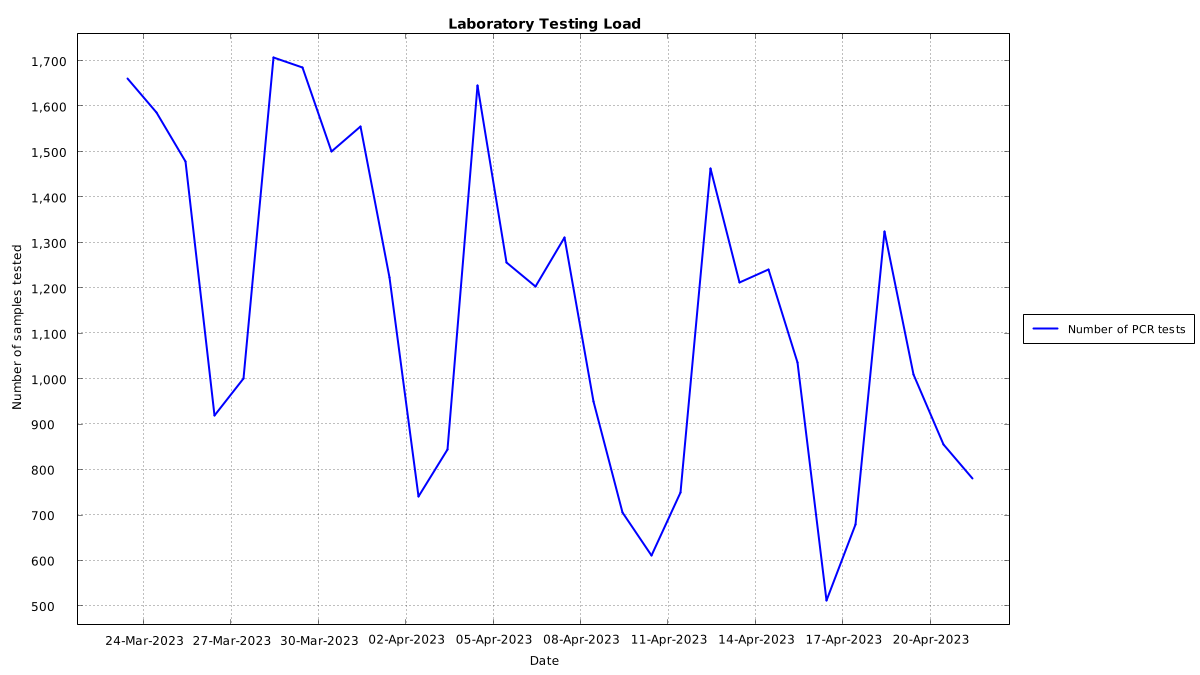 Laboratory Testing Load
Number of samples tested
1,700
1,600
1,500
1,400
1,300
1,200
1,100
1,000
900
800
700
600
500
24-Mar-2023 27-Mar-2023 30-Mar-2023 02-Apr-2023 05-Apr-2023 08-Apr-2023 11-Apr-2023 14-Apr-2023 17-Apr-2023 20-Apr-2023
Date
Number of PCR tests